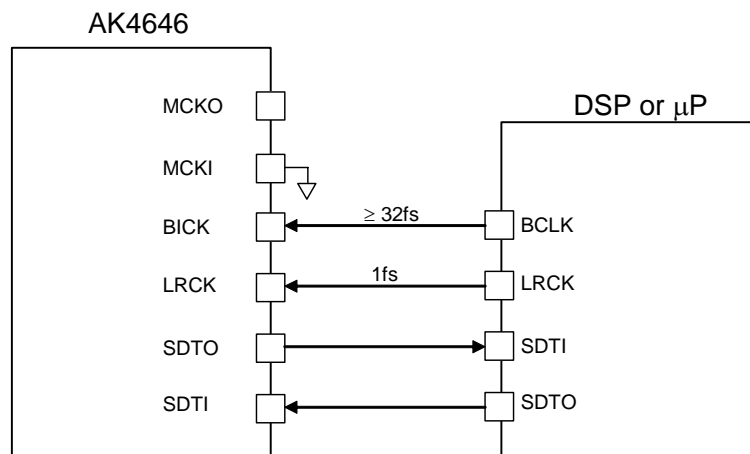 AK4646
DSP or μP
MCKO
MCKI
BICK
≥ 32fs
BCLK
LRCK
1fs
LRCK
SDTO
SDTI
SDTI
SDTO